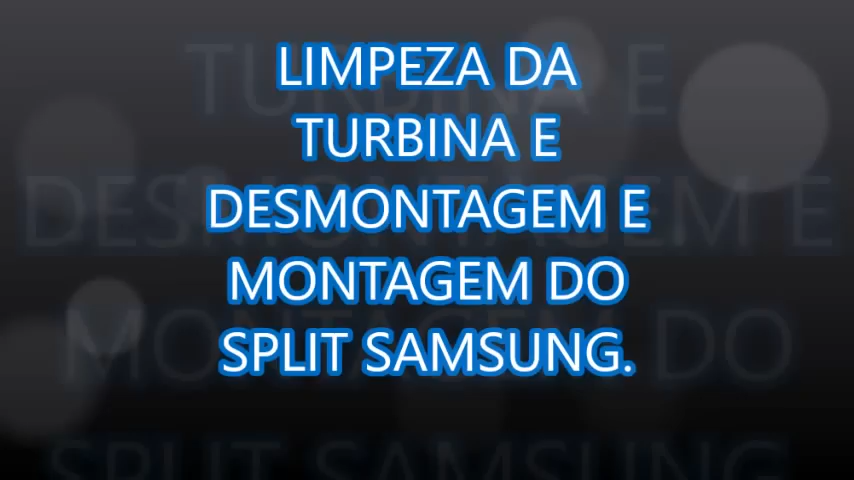 LIMPEZA DA
TURBINA E
DESMONTAGEM E
MONTAGEM DO
SPLIT SAMSUNG.